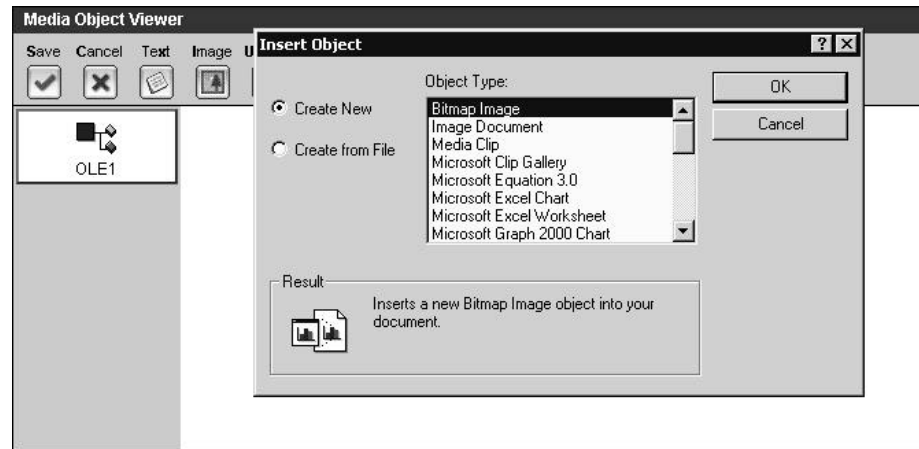 Media Object Viewer
Save Cancel Text Image U
OLE1
Insert Object
Object Type:
Create New
Create from File
Bitmap Image
Image Document
Media Clip
Microsoft Clip Gallery
Microsoft Equation 3.0
Microsoft Excel Chart
Microsoft Excel Worksheet
Microsoft Graph 2000 Chart
OK
Cancel
Result
Inserts a new Bitmap Image object into your
document.